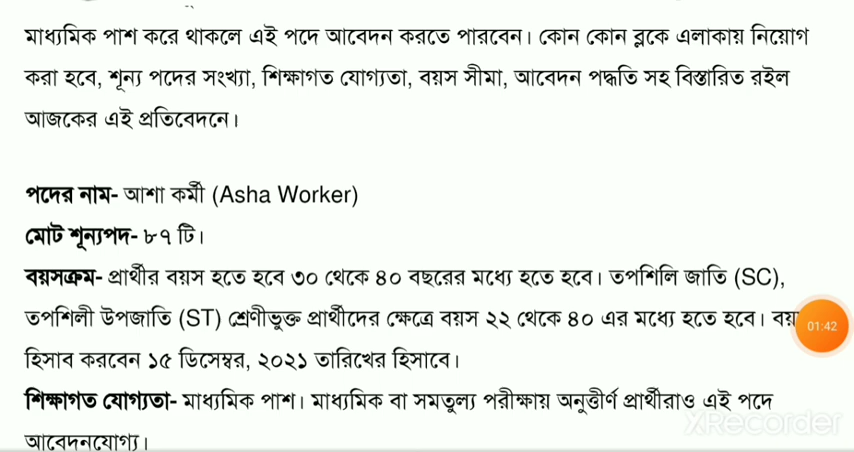 মাধ্যমিক পাশ করে থাকলে এই পদে আবেদন করতে পারবেন। কোন কোন ব্লকে এলাকায় নিয়োগ
করা হবে, শূন্য পদের সংখ্যা, শিক্ষাগত যোগ্যতা, বয়স সীমা, আবেদন পদ্ধতি সহ বিস্তারিত রইল
আজকের এই প্রতিবেদনে।
পদের নাম- আশা কর্মী (Asha Worker)
মোট শূন্যপদ- ৮৭ টি।
বয়সক্রম- প্রার্থীর বয়স হতে হবে ৩০ থেকে ৪০ বছরের মধ্যে হতে হবে। তপশিলি জাতি (SC),
তপশিলী উপজাতি (ST) শ্রেণীভুক্ত প্রার্থীদের ক্ষেত্রে বয়স ২২ থেকে ৪০ এর মধ্যে হতে হবে। বয়
01:42
হিসাব করবেন ১৫ ডিসেম্বর, ২০২১ তারিখের হিসাবে।
শিক্ষাগত যোগ্যতা- মাধ্যমিক পাশ। মাধ্যমিক বা সমতুল্য পরীক্ষায় অনুত্তীর্ণ প্রার্থীরাও এই পদে
XRecorder
আবেদনযোগ্য।